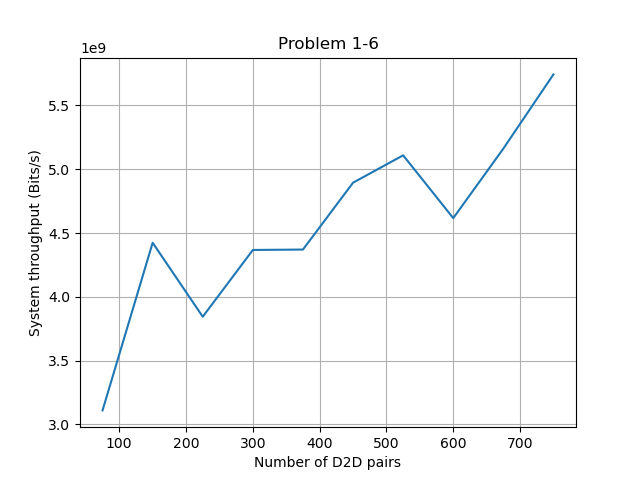 Problem 1-6
1e9
5.5
5.0
4.5
4.0
3.5
3.0
System throughput (Bits/s)
100 200 300 400 500 600 700
Number of D2D pairs